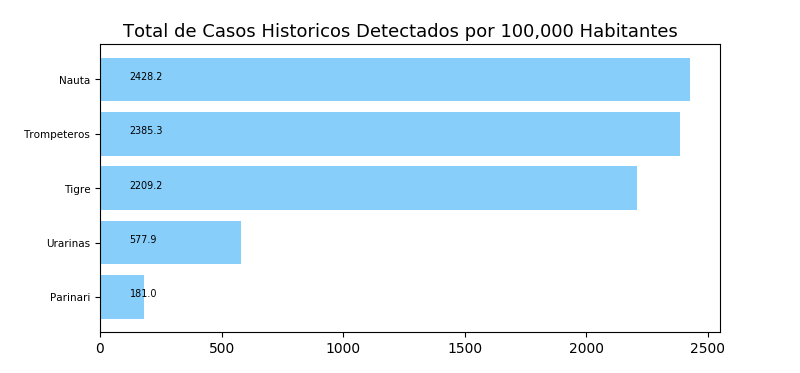 Total de Casos Historicos Detectados por 100,000 Habitantes
Nauta 2428.2
Trompeteros 2385.3
Tigre 2209.2
Urarinas 577.9
Parinari 181.0
0 500 1000 1500 2000 2500